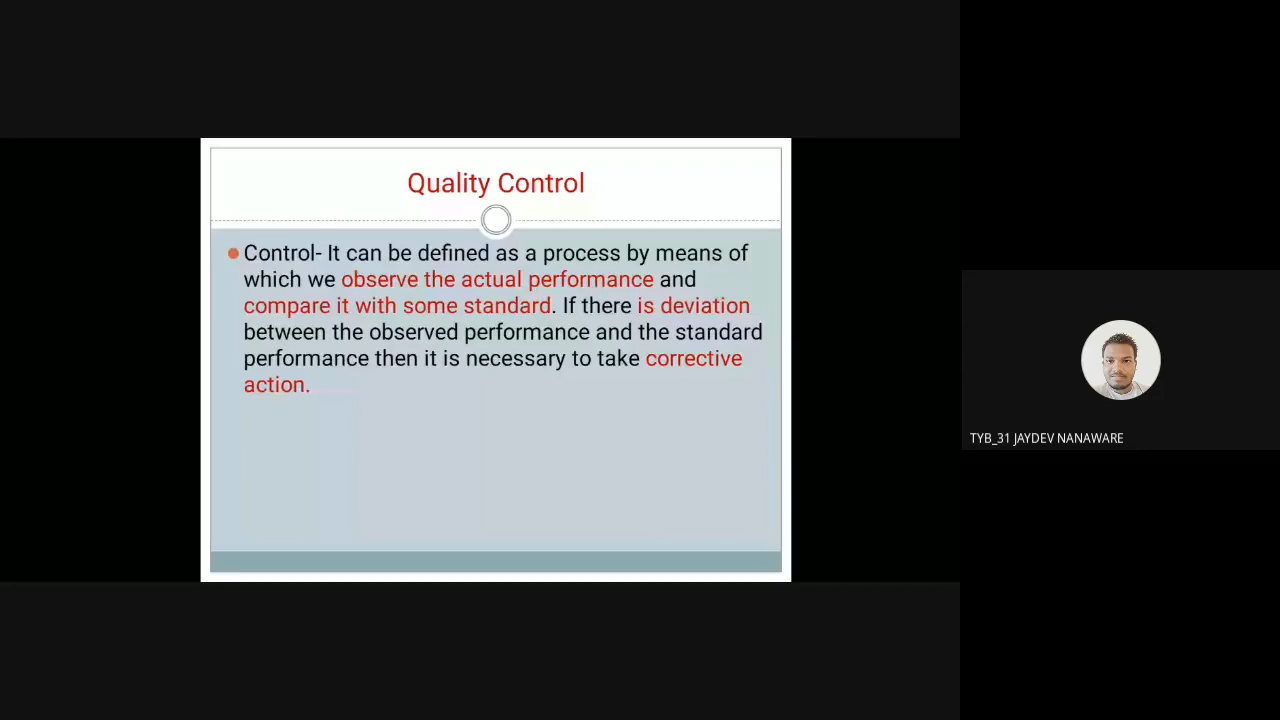 Quality Control
Control- It can be defined as a process by means of
which we observe the actual performance and
compare it with some standard. If there is deviation
between the observed performance and the standard
performance then it is necessary to take corrective
action.
TYB_31 JAYDEV NANAWARE